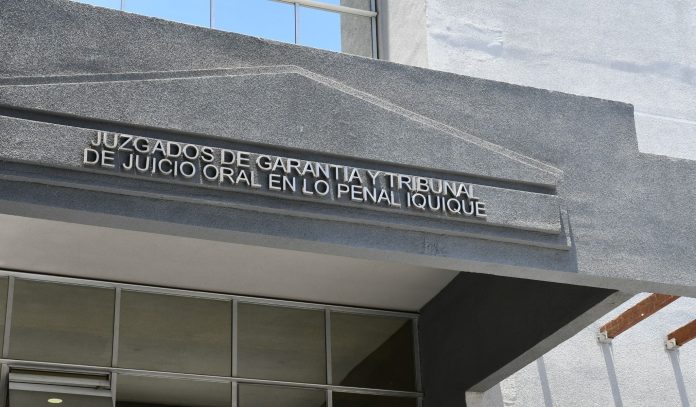 JUZGADOS DE GARANTIA Y TRIBUNAL
DE JUICIO ORAL EN LO PENAL IQUIQUE